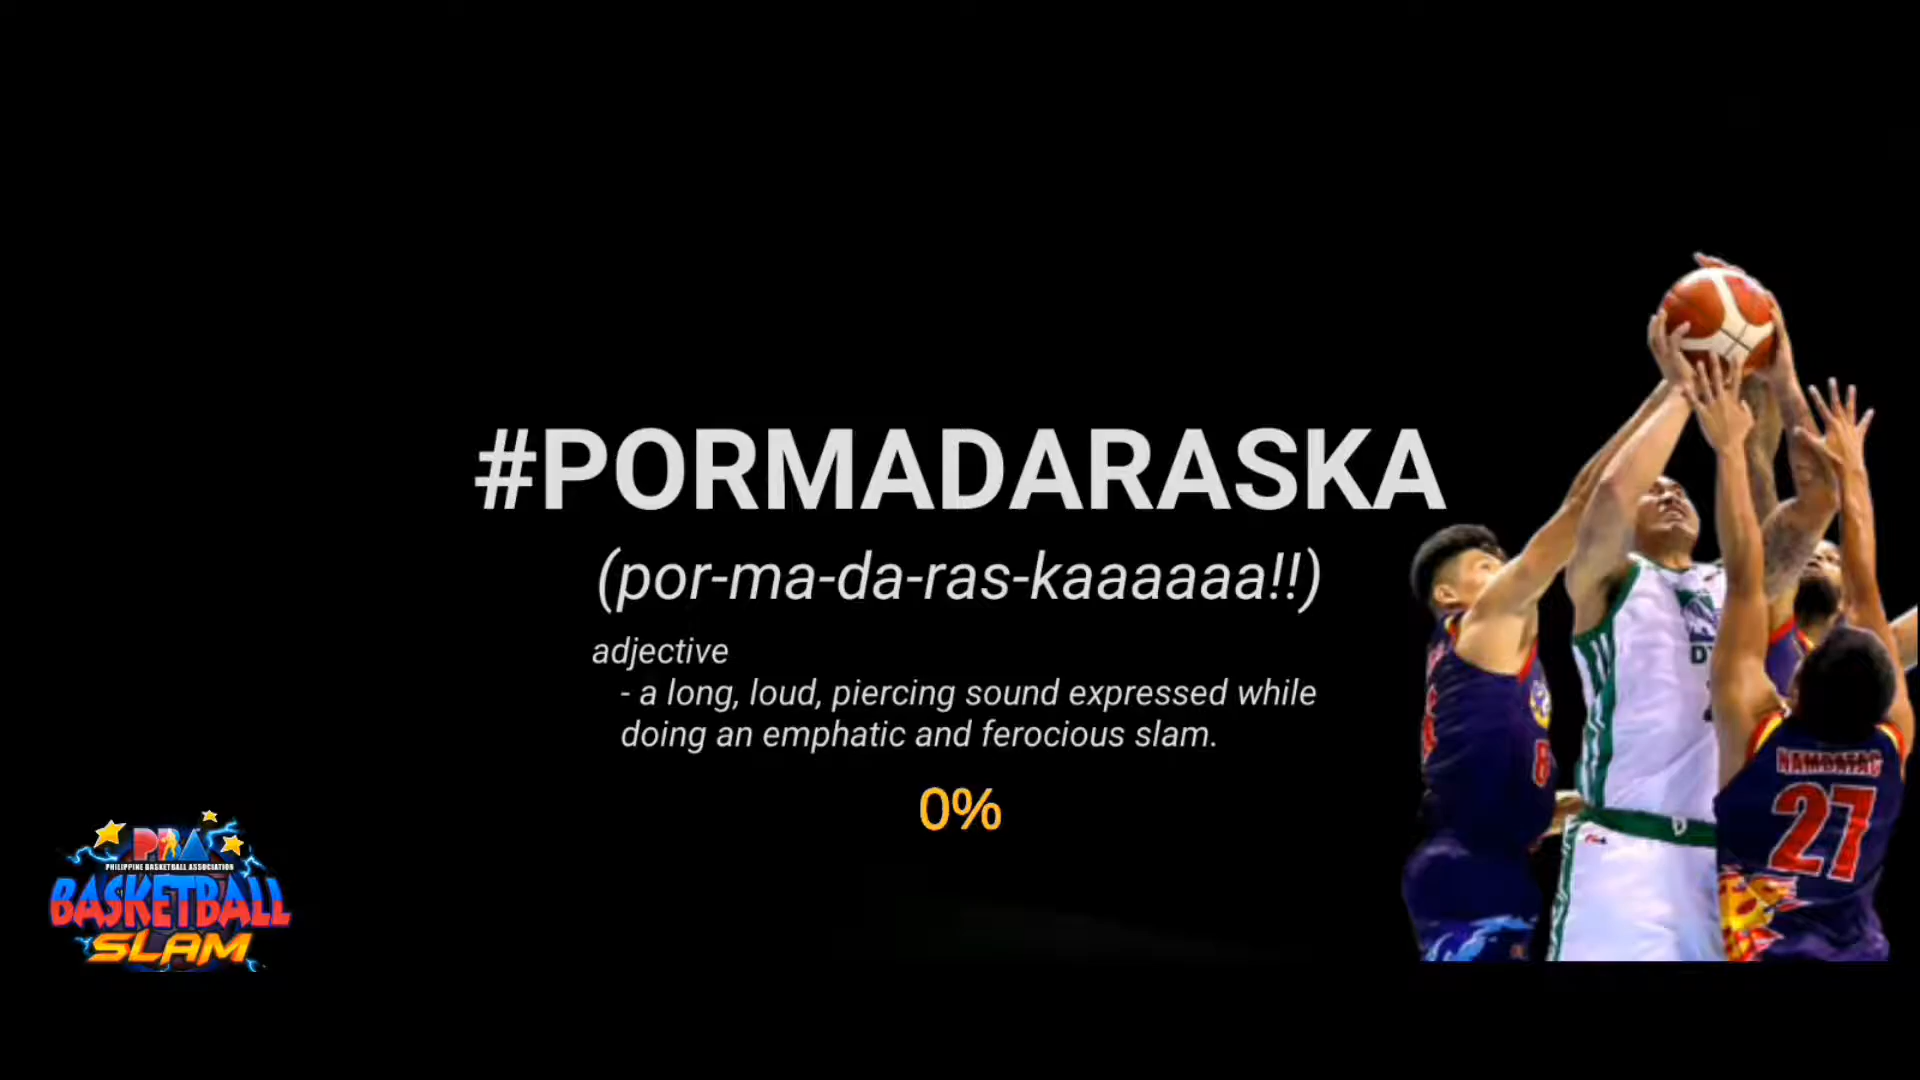 #PORMADARASKA
(por-ma-da-ras-kaaaaaa!!)
adjective
- a long, loud, piercing sound expressed while
doing an emphatic and ferocious slam.
0%
PBA
PHILIPPINE BASKETBALL ASSOCIATION
BASKETBALL
SLAM
NAMBATAC
27